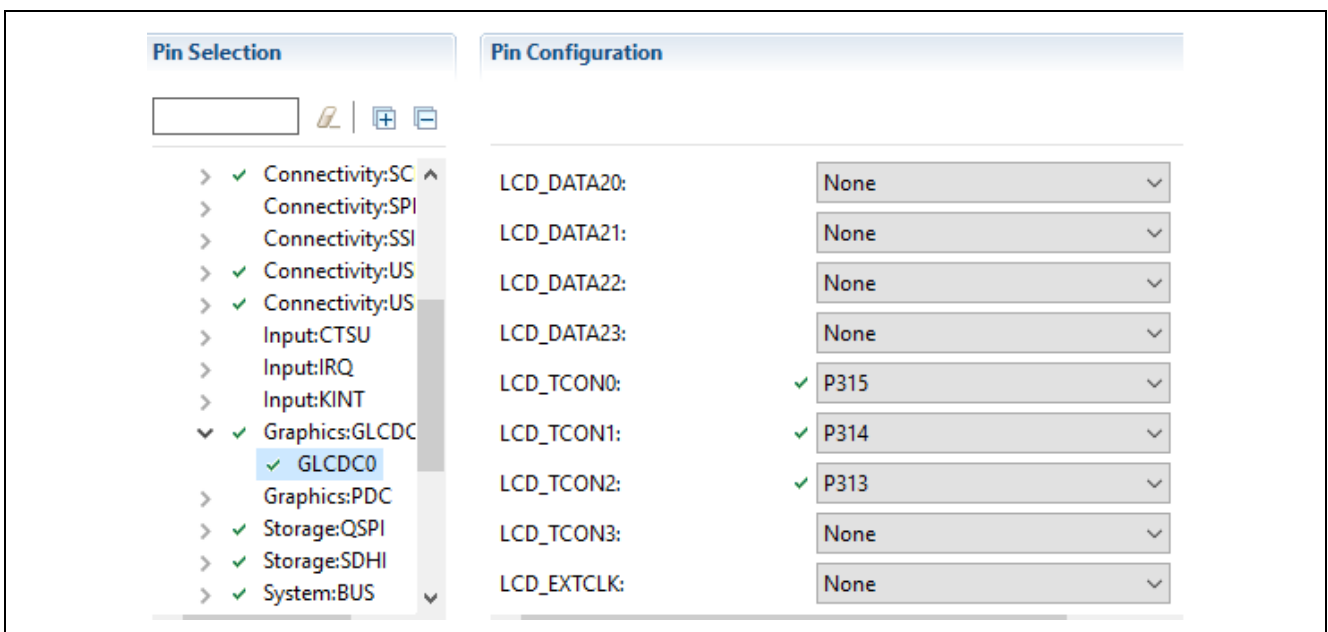 Pin Selection
Pin Configuration
Connectivity:SC
Connectivity:SPI
Connectivity:SSI
Connectivity:US
Connectivity:US
Input:CTSU
Input:IRQ
Input:KINT
Graphics:GLCDC
GLCDC0
Graphics:PDC
Storage:QSPI
Storage:SDHI
System:BUS
LCD_DATA20: None
LCD_DATA21: None
LCD_DATA22: None
LCD_DATA23: None
LCD_TCON0: P315
LCD_TCON1: P314
LCD_TCON2: P313
LCD_TCON3: None
LCD_EXTCLK: None